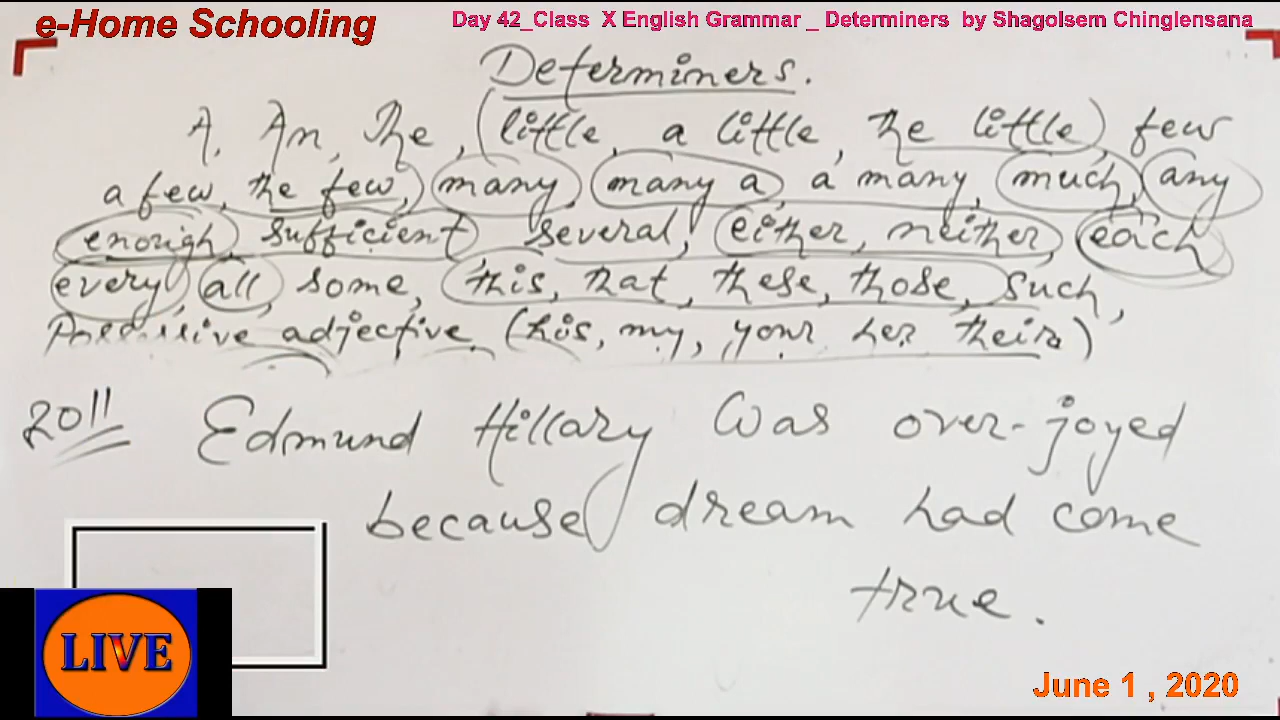 e-Home Schooling
Day 42_Class X English Grammar _ Determiners by Shagolsem Chinglensana
Determiners.
A, An, The, (little, a little, the little) few
a few, the few,) many, many a, a many, much, any
enough, sufficient, several, either, neither, each
every, all, some, this, that, these, those, such,
Possessive adjective (his, my, your her their)
2011 Edmund Hillary was over-joyed
because dream had come
true.
LIVE
June 1 , 2020